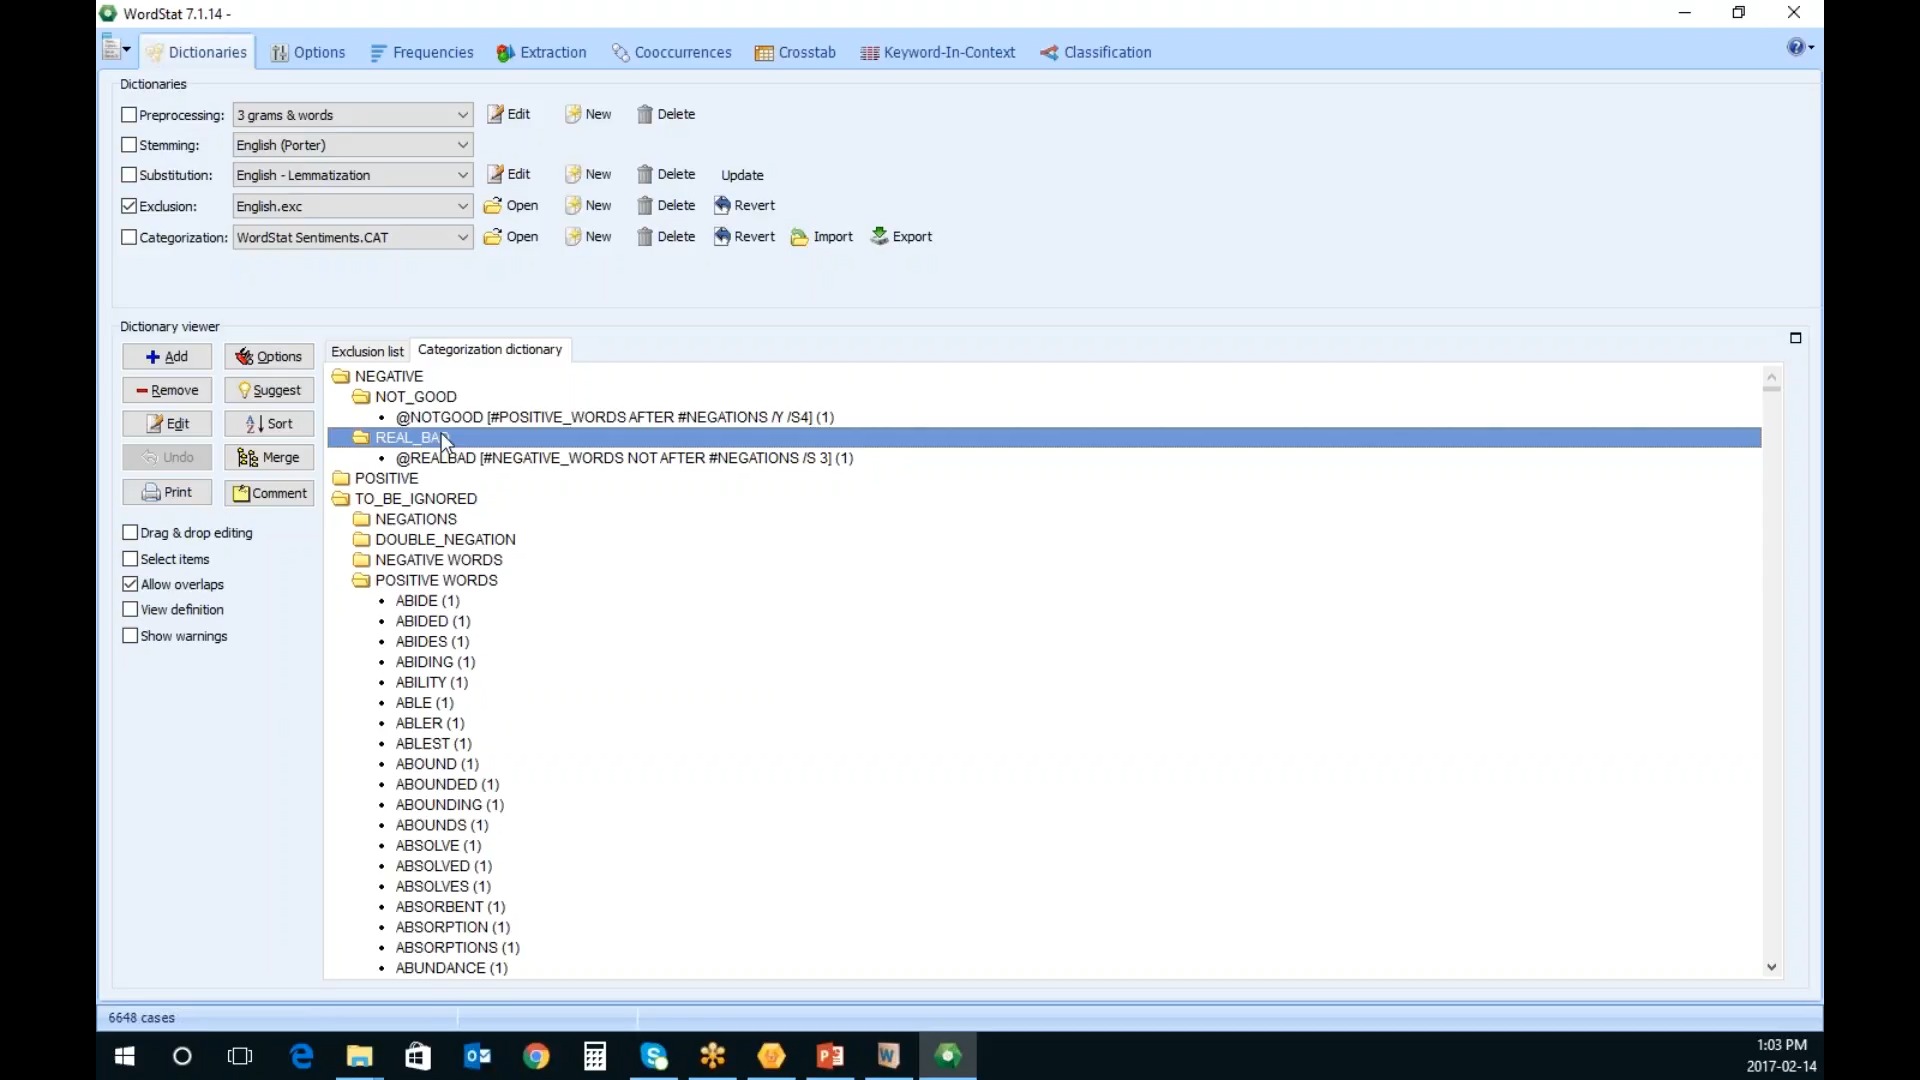 WordStat 7.1.14 -
Dictionaries Options Frequencies Extraction Cooccurrences Crosstab Keyword-In-Context Classification
Dictionaries
Preprocessing: 3 grams & words Edit New Delete
Stemming: English (Porter)
Substitution: English - Lemmatization Edit New Delete Update
Exclusion: English.exc Open New Delete Revert
Categorization: WordStat Sentiments.CAT Open New Delete Revert Import Export
Dictionary viewer
Add Options
Remove Suggest
Edit Sort
Undo Merge
Print Comment
Drag & drop editing
Select items
Allow overlaps
View definition
Show warnings
Exclusion list Categorization dictionary
NEGATIVE
NOT_GOOD
@NOTGOOD [#POSITIVE_WORDS AFTER #NEGATIONS /Y /S4] (1)
REAL_BAD
@REALBAD [#NEGATIVE_WORDS NOT AFTER #NEGATIONS /S 3] (1)
POSITIVE
TO_BE_IGNORED
NEGATIONS
DOUBLE_NEGATION
NEGATIVE WORDS
POSITIVE WORDS
ABIDE (1)
ABIDED (1)
ABIDES (1)
ABIDING (1)
ABILITY (1)
ABLE (1)
ABLER (1)
ABLEST (1)
ABOUND (1)
ABOUNDED (1)
ABOUNDING (1)
ABOUNDS (1)
ABSOLVE (1)
ABSOLVED (1)
ABSOLVES (1)
ABSORBENT (1)
ABSORPTION (1)
ABSORPTIONS (1)
ABUNDANCE (1)
6648 cases
1:03 PM
2017-02-14